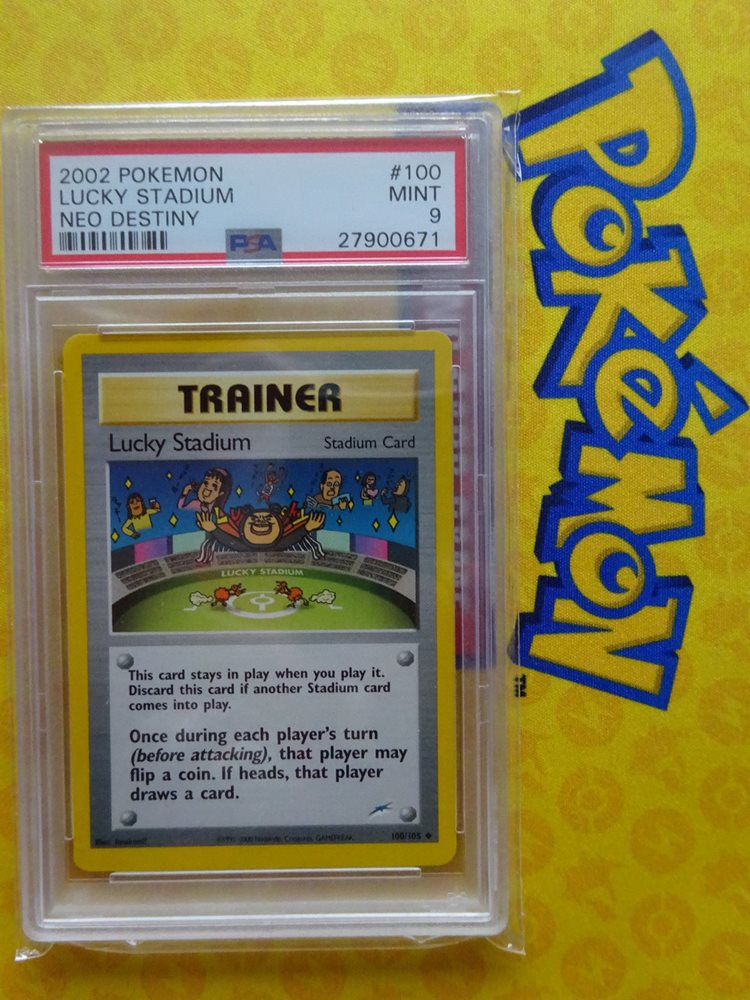 2002 POKEMON #100
LUCKY STADIUM MINT
NEO DESTINY 9
PSA 27900671
POKéMON
TM
TRAINER
Lucky Stadium Stadium Card
LUCKY STADIUM
This card stays in play when you play it.
Discard this card if another Stadium card
comes into play.
Once during each player's turn
(before attacking), that player may
flip a coin. If heads, that player
draws a card.
100/105